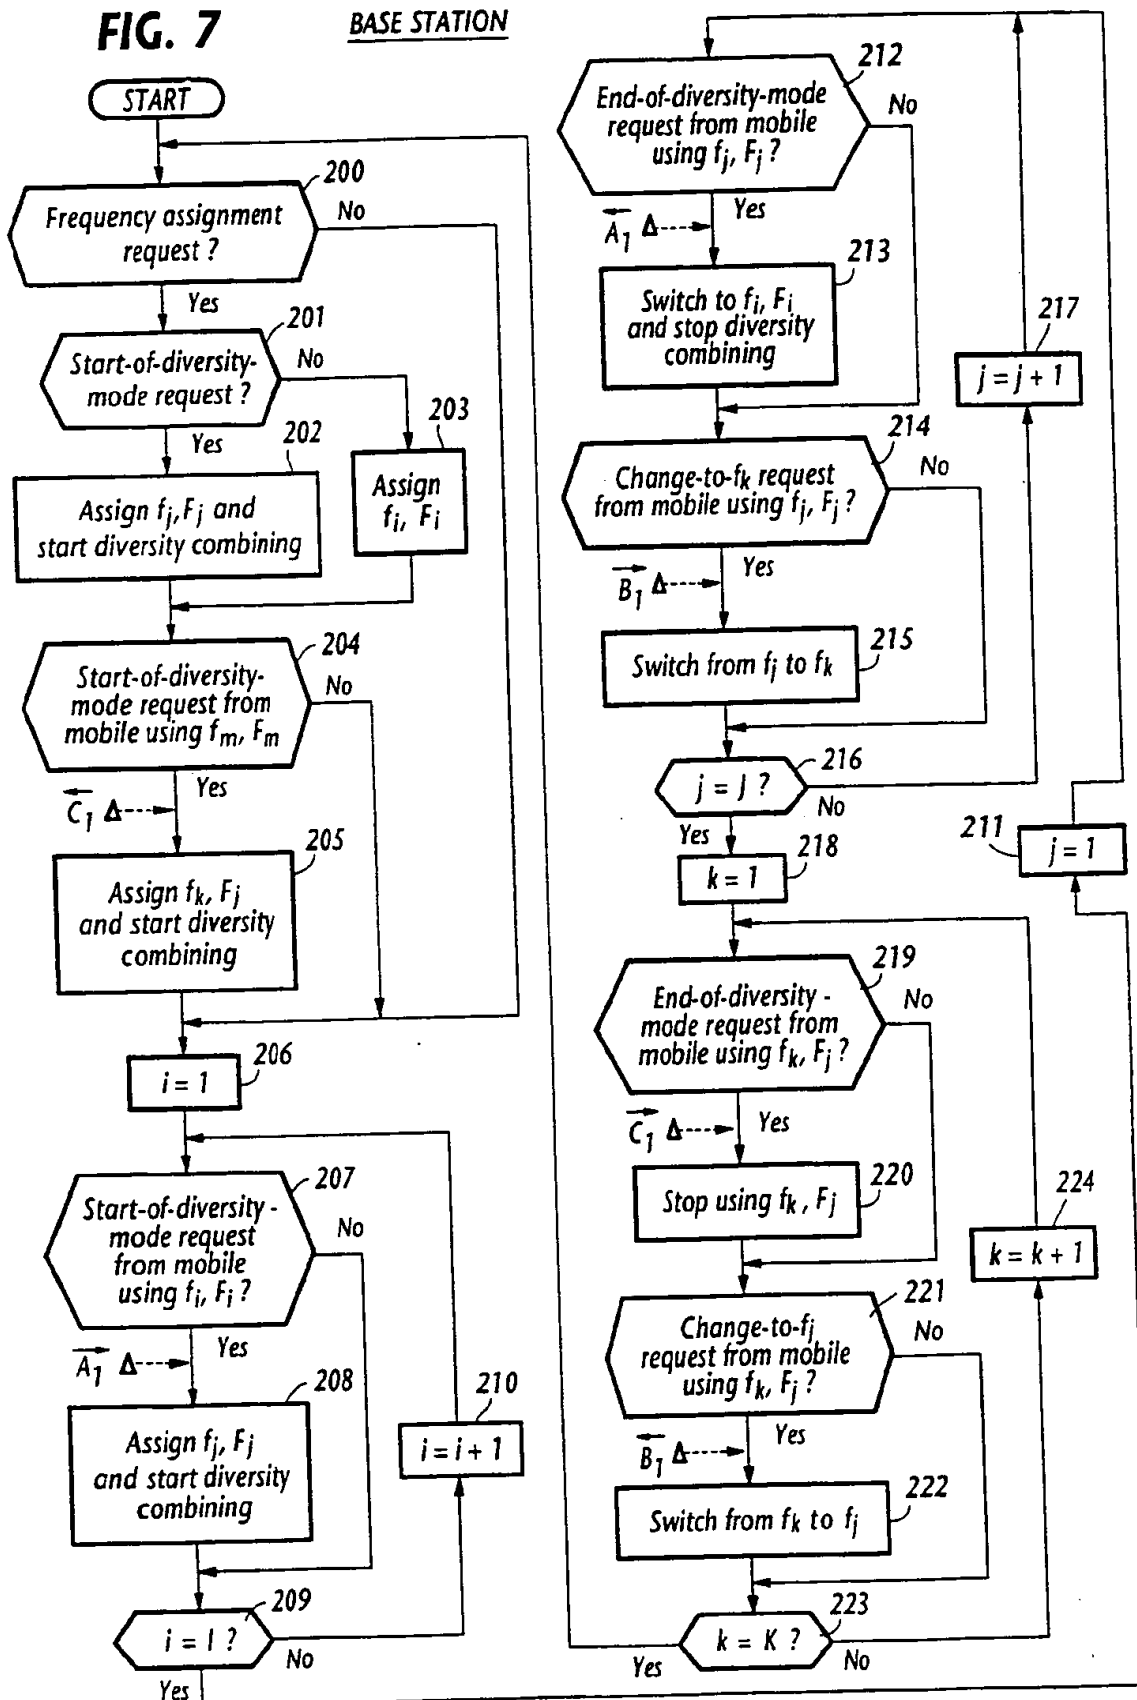 FIG. 7
BASE STATION
START
200
Frequency assignment
request ?
No
Yes
201
Start-of-diversity-
mode request ?
No
Yes
202
Assign fj, Fj and
start diversity combining
203
Assign
fi, Fi
204
Start-of-diversity-
mode request from
mobile using fm, Fm
No
Yes
C1 Δ
205
Assign fk, Fj
and start diversity
combining
206
i = 1
207
Start-of-diversity-
mode request
from mobile
using fi, Fi ?
No
Yes
A1 Δ
208
Assign fj, Fj
and start diversity
combining
210
i = i + 1
209
i = I ?
No
Yes
212
End-of-diversity-mode
request from mobile
using fj, Fj ?
No
Yes
A1 Δ
213
Switch to fi, Fi
and stop diversity
combining
217
j = j + 1
214
Change-to-fk request
from mobile using fj, Fj ?
No
Yes
B1 Δ
215
Switch from fj to fk
216
j = J ?
No
Yes
211
j = 1
218
k = 1
219
End-of-diversity-
mode request from
mobile using fk, Fj ?
No
Yes
C1 Δ
220
Stop using fk, Fj
224
k = k + 1
221
Change-to-fj
request from mobile
using fk, Fj ?
No
Yes
B1 Δ
222
Switch from fk to fj
223
k = K ?
Yes
No